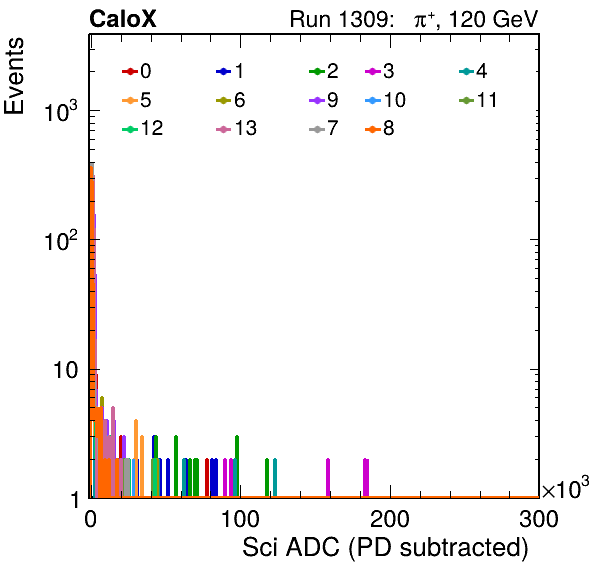 CaloX Run 1309: π⁺, 120 GeV
Events
0 1 2 3 4
5 6 9 10 11
12 13 7 8
10³
10²
10
1
0 100 200 300
×10³
Sci ADC (PD subtracted)